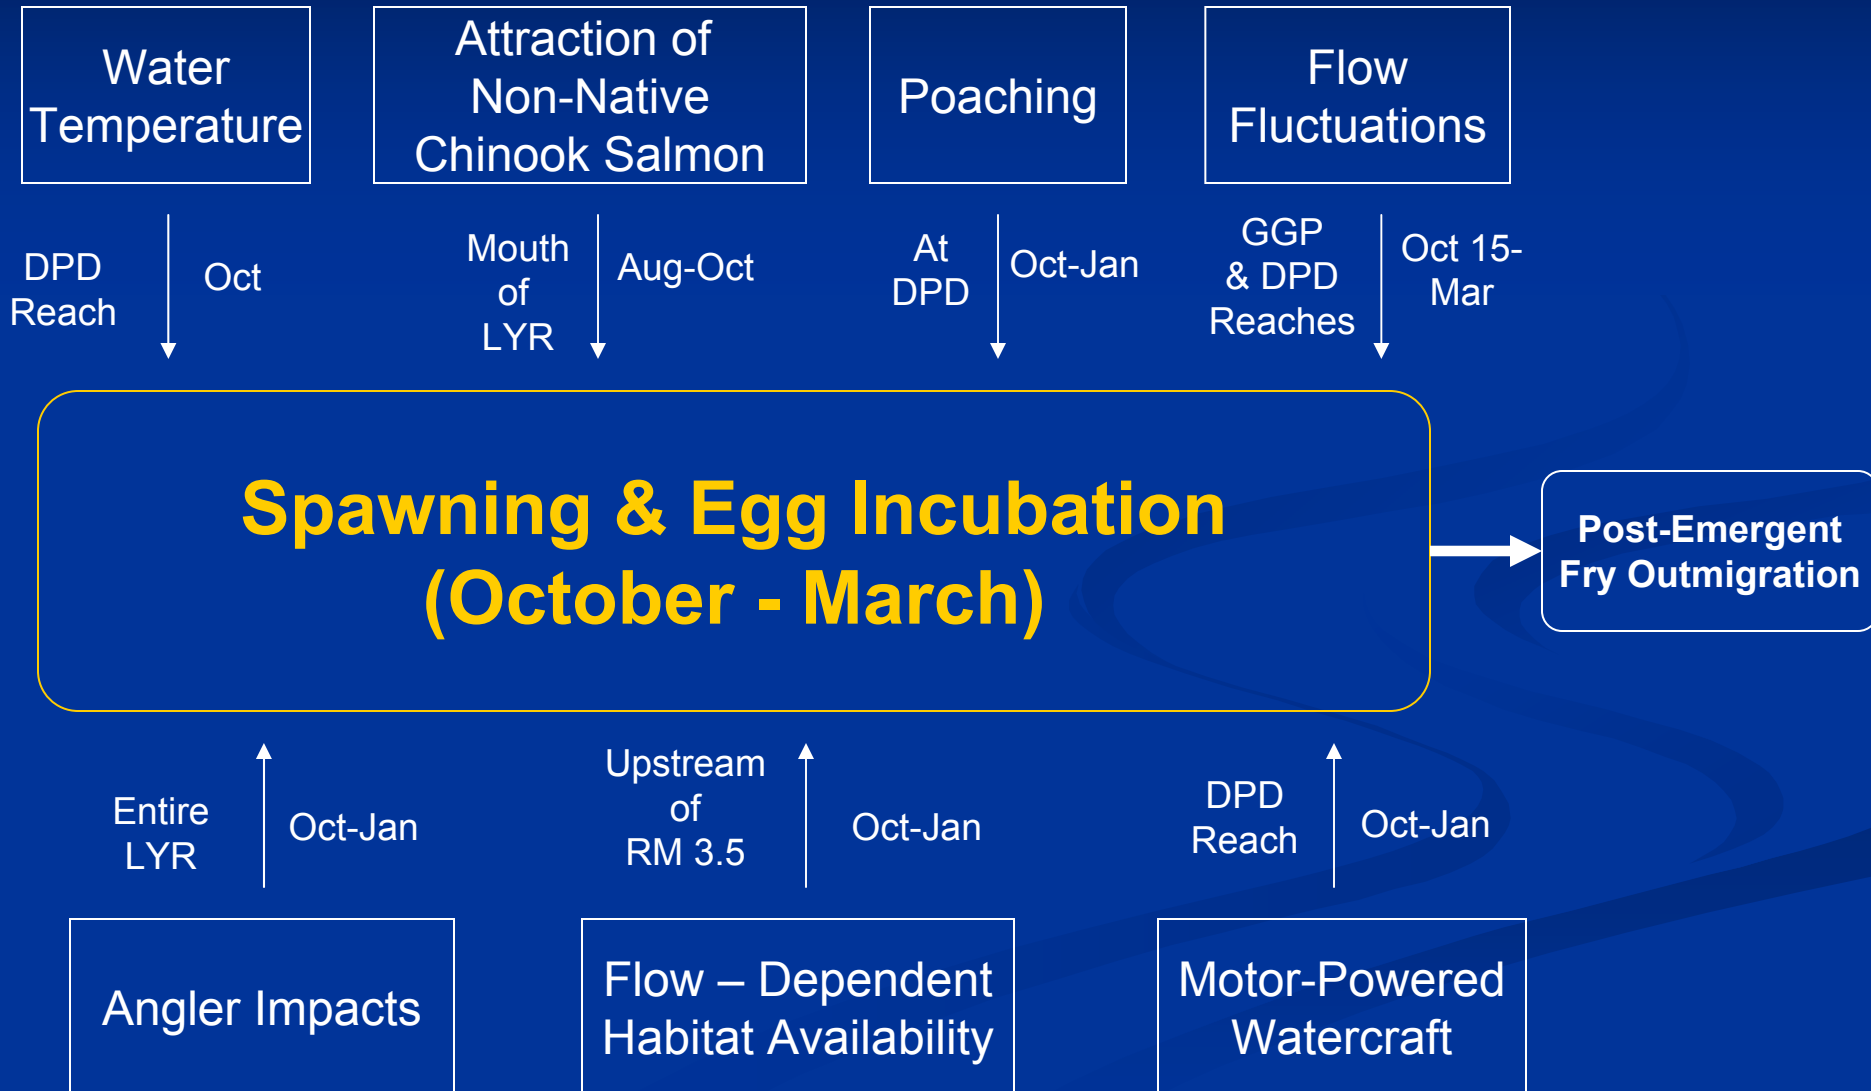 Water
Temperature
Attraction of
Non-Native
Chinook Salmon
Poaching
Flow
Fluctuations
DPD
Reach
Oct
Mouth
of
LYR
Aug-Oct
At
DPD
Oct-Jan
GGP
& DPD
Reaches
Oct 15-
Mar
Spawning & Egg Incubation
(October - March)
Post-Emergent
Fry Outmigration
Entire
LYR
Oct-Jan
Upstream
of
RM 3.5
Oct-Jan
DPD
Reach
Oct-Jan
Angler Impacts
Flow – Dependent
Habitat Availability
Motor-Powered
Watercraft